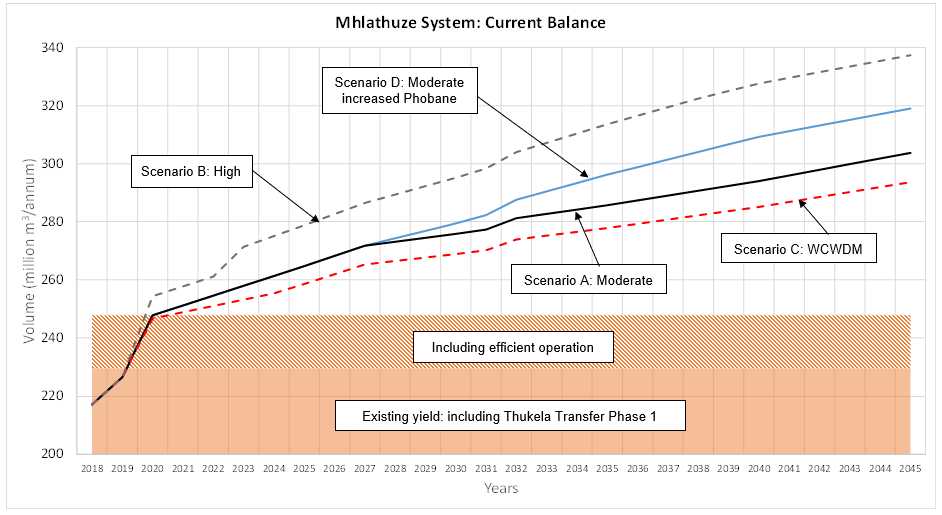 Mhlathuze System: Current Balance
340
320
300
280
260
240
220
200
Volume (million m³/annum)
Scenario D: Moderate
increased Phobane
Scenario B: High
Scenario C: WCWDM
Scenario A: Moderate
Including efficient operation
Existing yield: including Thukela Transfer Phase 1
2018 2019 2020 2021 2022 2023 2024 2025 2026 2027 2028 2029 2030 2031 2032 2033 2034 2035 2036 2037 2038 2039 2040 2041 2042 2043 2044 2045
Years